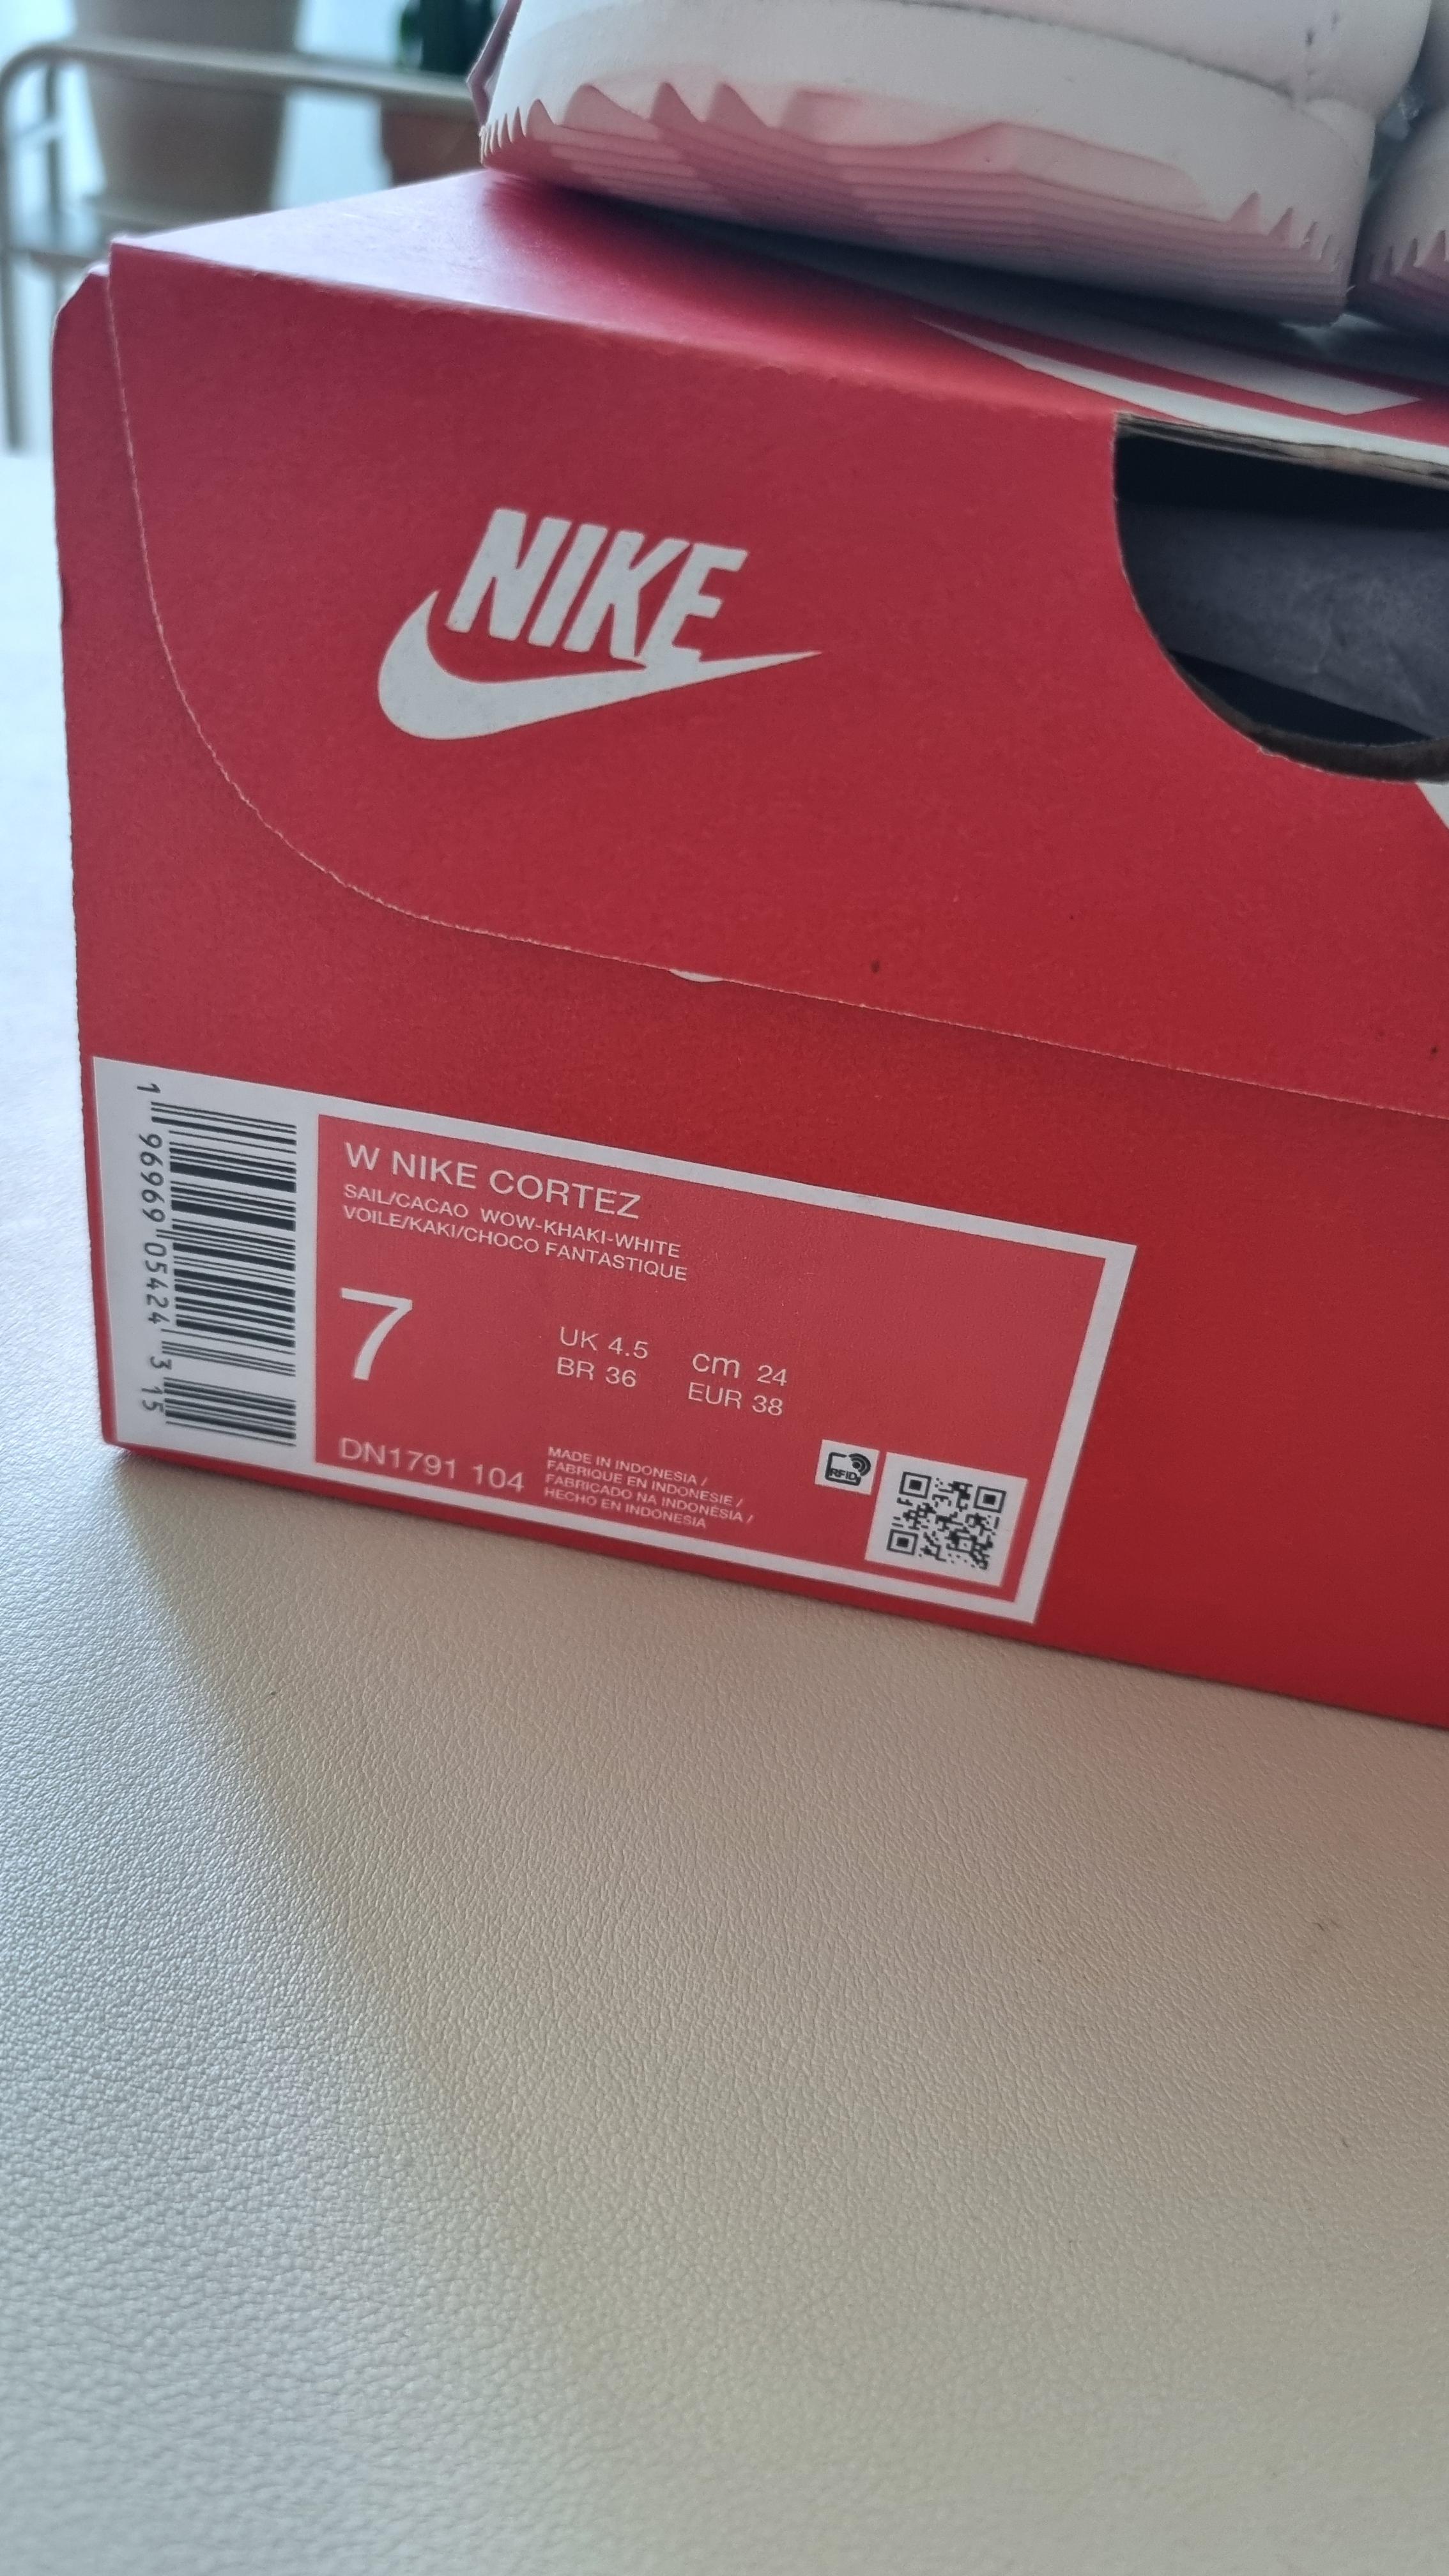 NIKE
W NIKE CORTEZ
SAIL/CACAO WOW-KHAKI-WHITE
VOILE/KAKI/CHOCO FANTASTIQUE
7
UK 4.5 cm 24
BR 36 EUR 38
DN1791 104
MADE IN INDONESIA /
FABRIQUE EN INDONESIE /
FABRICADO NA INDONÉSIA /
HECHO EN INDONESIA
RFID
1 96969 05424 3 15